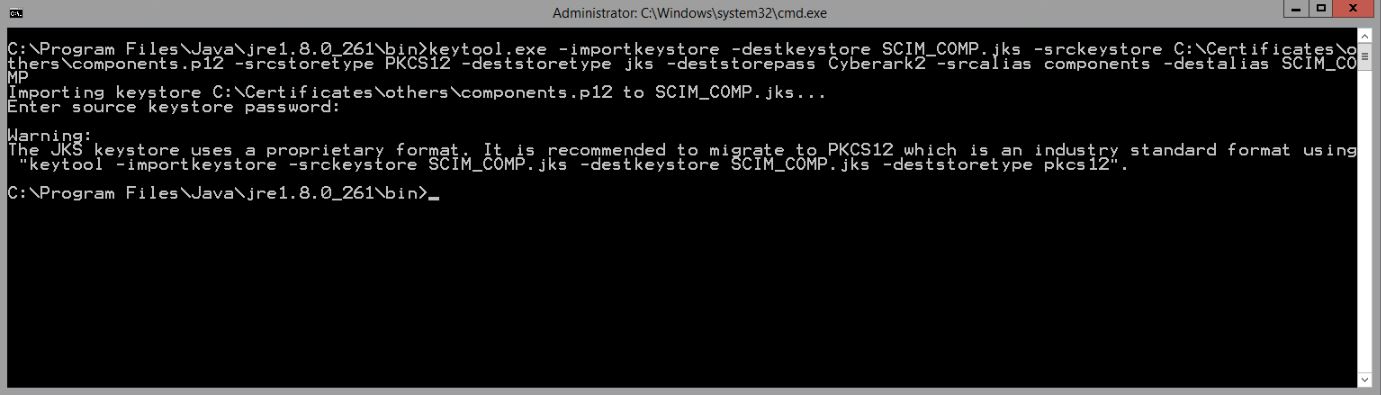 Administrator: C:\Windows\system32\cmd.exe
C:\Program Files\Java\jre1.8.0_261\bin>keytool.exe -importkeystore -destkeystore SCIM_COMP.jks -srckeystore C:\Certificates\o
thers\components.p12 -srcstoretype PKCS12 -deststoretype jks -deststorepass Cyberark2 -srcalias components -destalias SCIM_CO
MP
Importing keystore C:\Certificates\others\components.p12 to SCIM_COMP.jks...
Enter source keystore password:
Warning:
The JKS keystore uses a proprietary format. It is recommended to migrate to PKCS12 which is an industry standard format using
"keytool -importkeystore -srckeystore SCIM_COMP.jks -destkeystore SCIM_COMP.jks -deststoretype pkcs12".
C:\Program Files\Java\jre1.8.0_261\bin>_